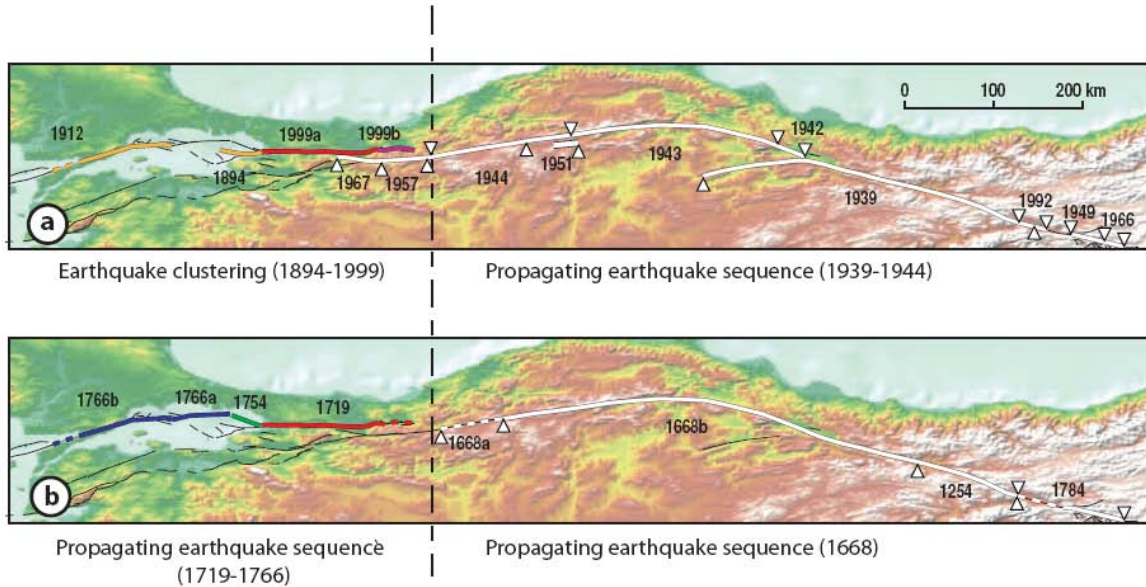 0 100 200 km
1912 1999a 1999b 1942
1894 1967 1957 1944 1951 1943 1939 1992 1949 1966
a
Earthquake clustering (1894-1999) Propagating earthquake sequence (1939-1944)
1766b 1766a 1754 1719
1668a 1668b 1254 1784
b
Propagating earthquake sequencè Propagating earthquake sequence (1668)
(1719-1766)